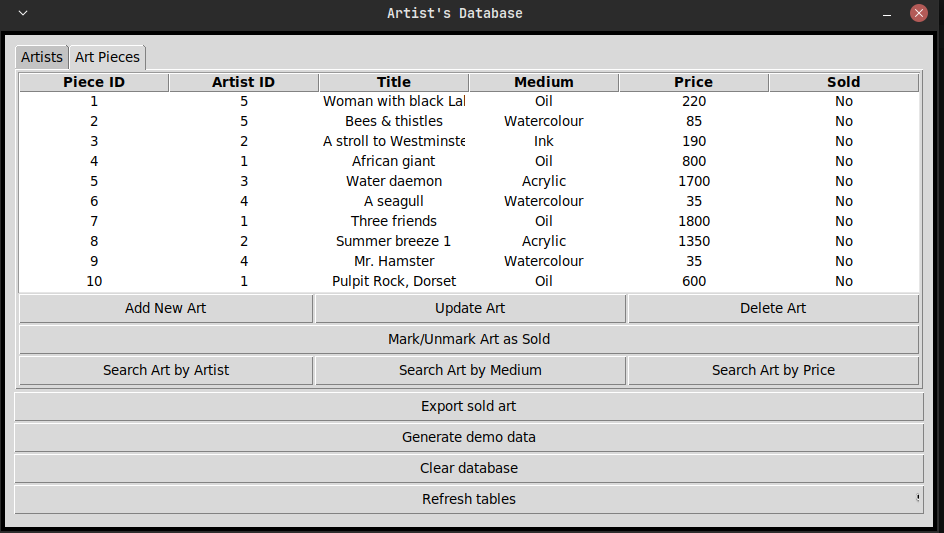 Artist's Database
Artists Art Pieces
Piece ID Artist ID Title Medium Price Sold
1 5 Woman with black Lal Oil 220 No
2 5 Bees & thistles Watercolour 85 No
3 2 A stroll to Westminste Ink 190 No
4 1 African giant Oil 800 No
5 3 Water daemon Acrylic 1700 No
6 4 A seagull Watercolour 35 No
7 1 Three friends Oil 1800 No
8 2 Summer breeze 1 Acrylic 1350 No
9 4 Mr. Hamster Watercolour 35 No
10 1 Pulpit Rock, Dorset Oil 600 No
Add New Art Update Art Delete Art
Mark/Unmark Art as Sold
Search Art by Artist Search Art by Medium Search Art by Price
Export sold art
Generate demo data
Clear database
Refresh tables